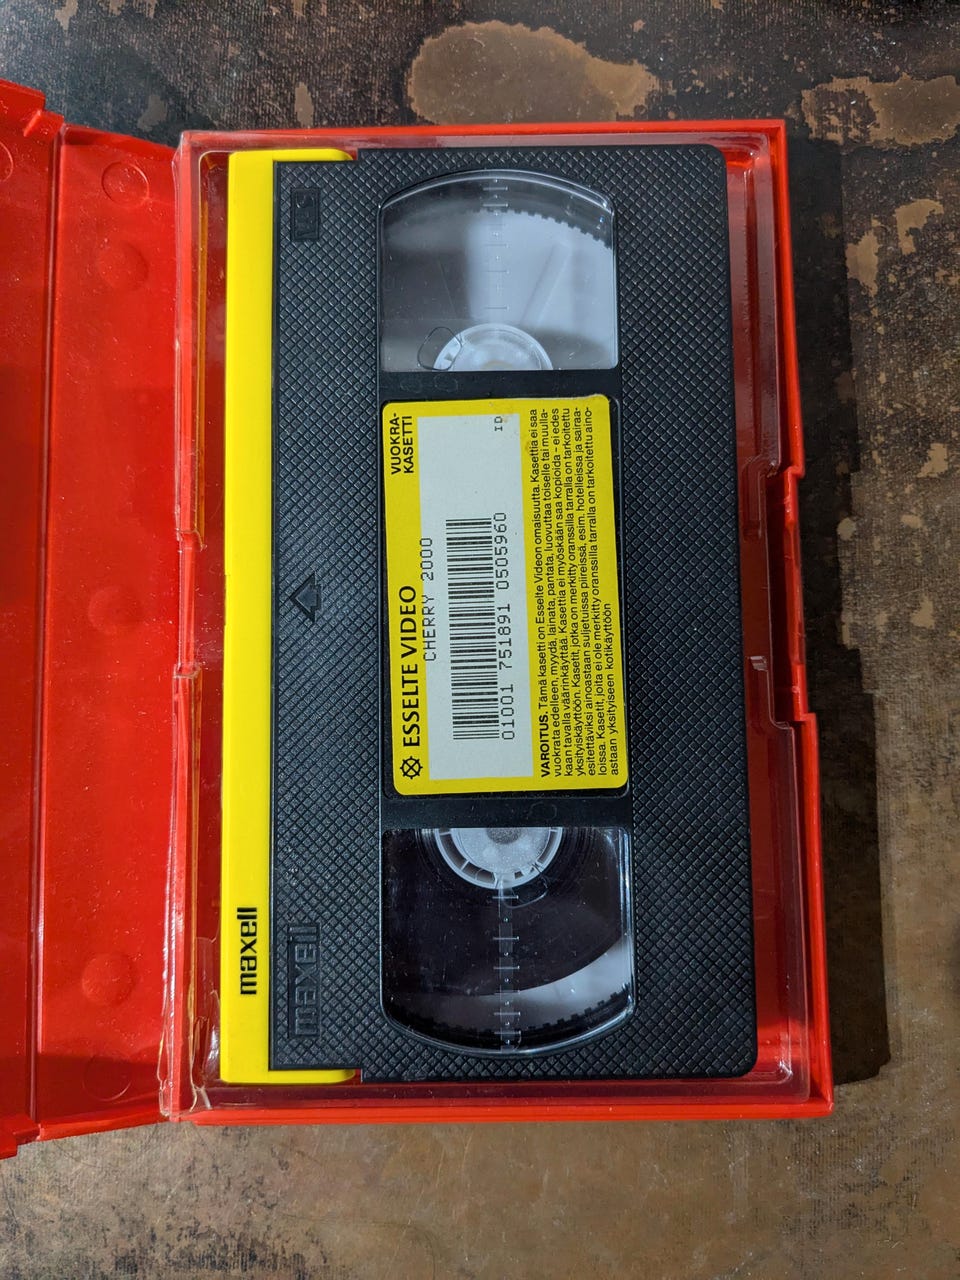 maxell
maxell
ESSELTE VIDEO
VUOKRA-
KASETTI
CHERRY 2000
ID
01001 751891 0505960
VAROITUS. Tämä kasetti on Esselte Videon omaisuutta. Kasettia ei saa
vuokrata edelleen, myydä, lainata, pantata, luovuttaa toiselle tai muulla-
kaan tavalla väärinkäyttää. Kasettia ei myöskään saa kopioida - ei edes
yksityiskäyttöön. Kasetit, jotka on merkitty oranssilla tarralla on tarkoitettu
esitettäviksi ainoastaan suljetuissa piireissä, esim. hotelleissa ja sairaa-
loissa. Kasetit, joita ei ole merkitty oranssilla tarralla on tarkoitettu aino-
astaan yksityiseen kotikäyttöön